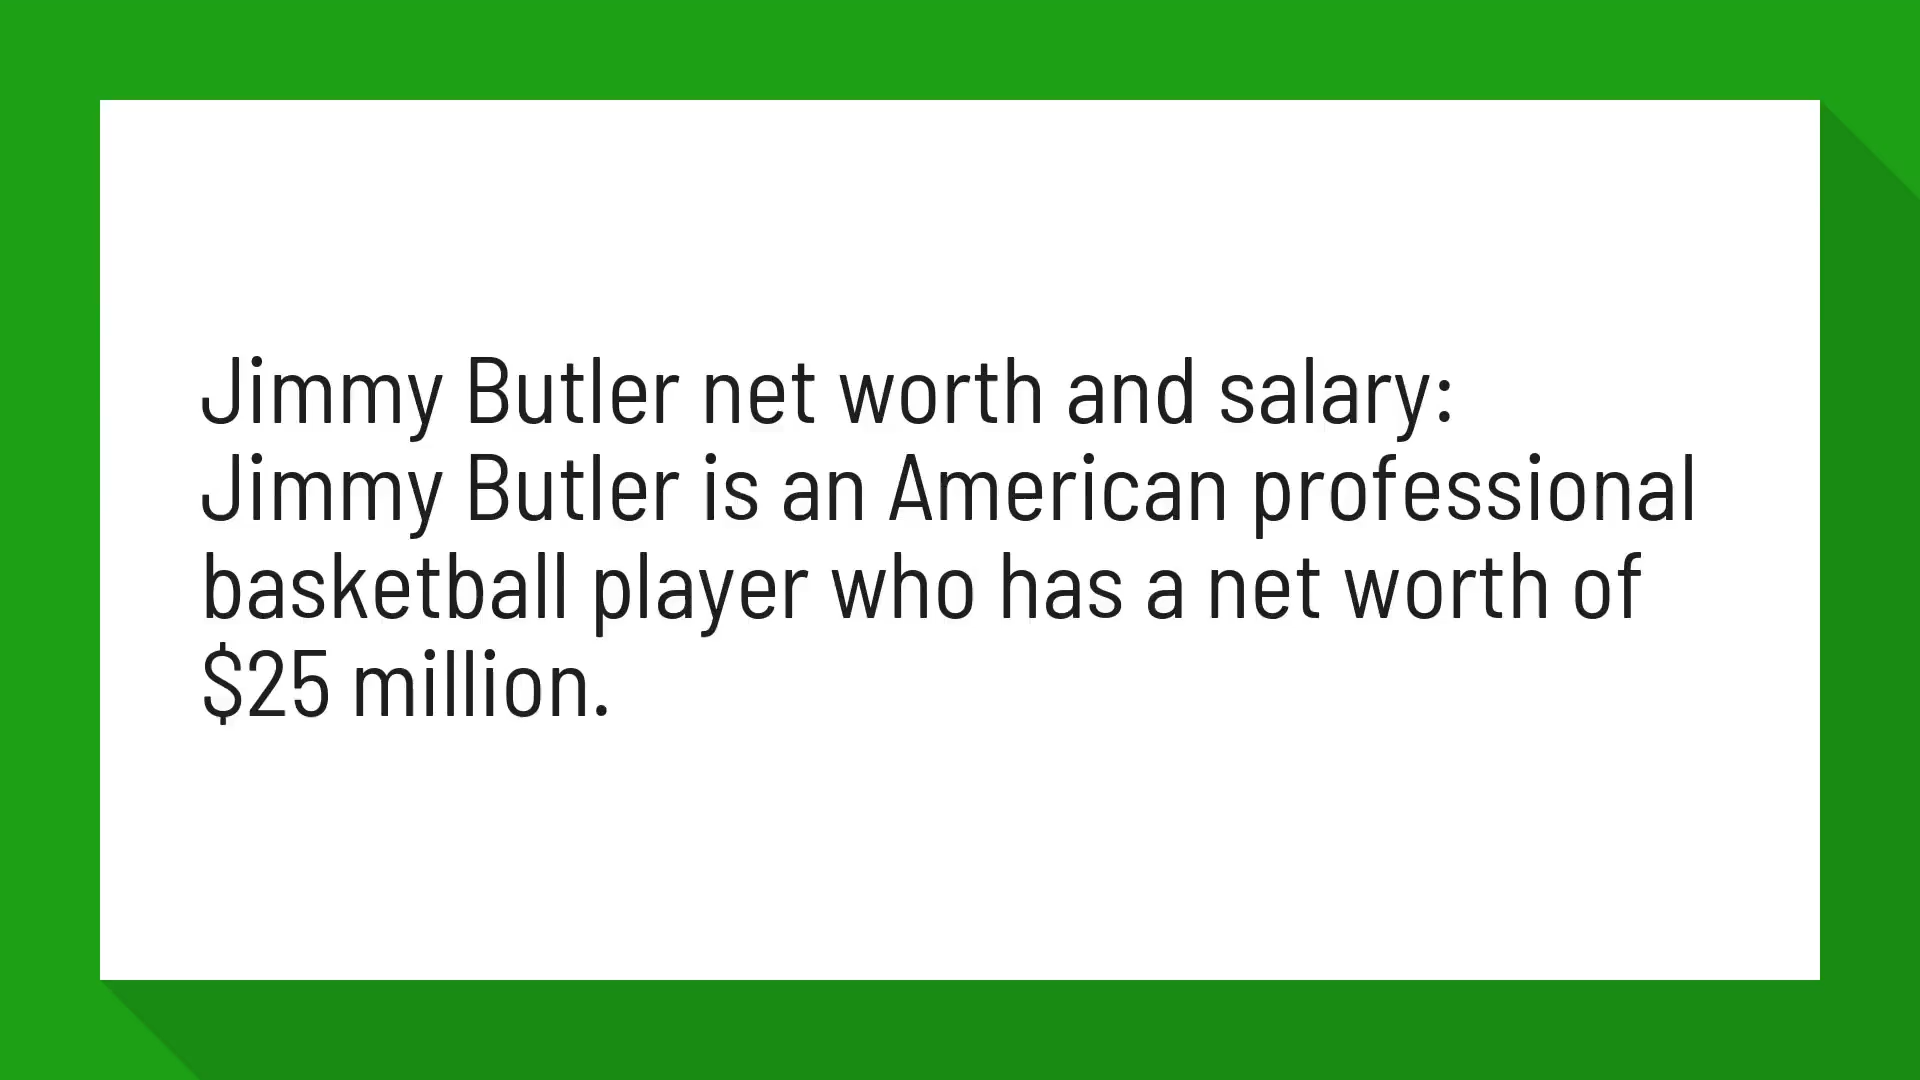 Jimmy Butler net worth and salary:
Jimmy Butler is an American professional
basketball player who has a net worth of
$25 million.